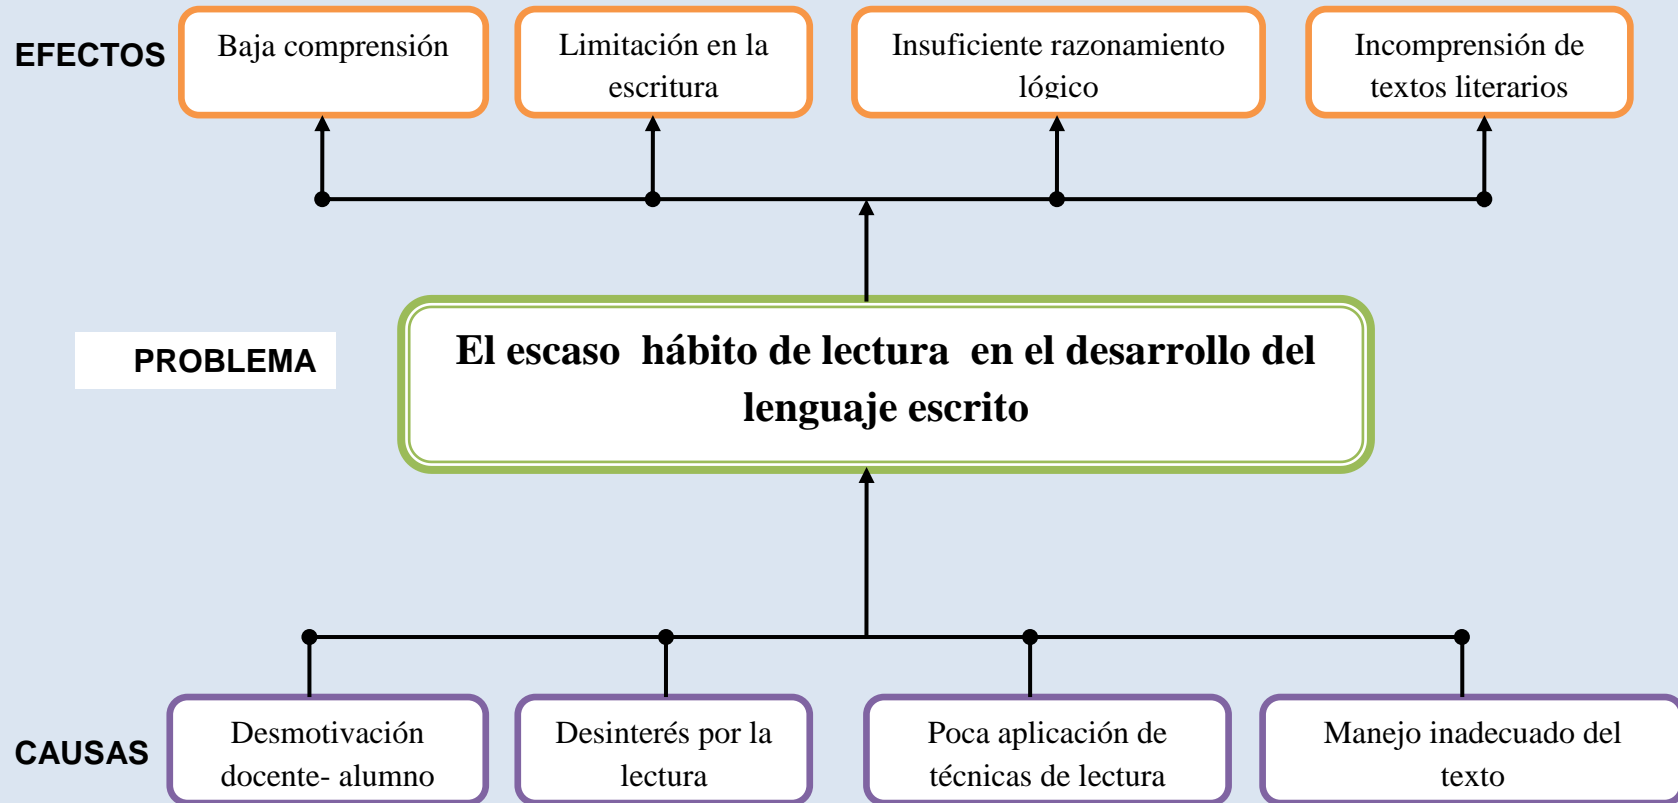 EFECTOS
Baja comprensión
Limitación en la
escritura
Insuficiente razonamiento
lógico
Incomprensión de
textos literarios
PROBLEMA
El escaso  hábito de lectura  en el desarrollo del
lenguaje escrito
CAUSAS
Desmotivación
docente- alumno
Desinterés por la
lectura
Poca aplicación de
técnicas de lectura
Manejo inadecuado del
texto